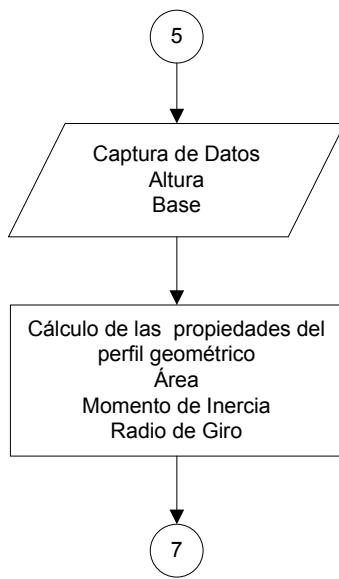 5
Captura de Datos
Altura
Base
Cálculo de las propiedades del
perfil geométrico
Área
Momento de Inercia
Radio de Giro
7